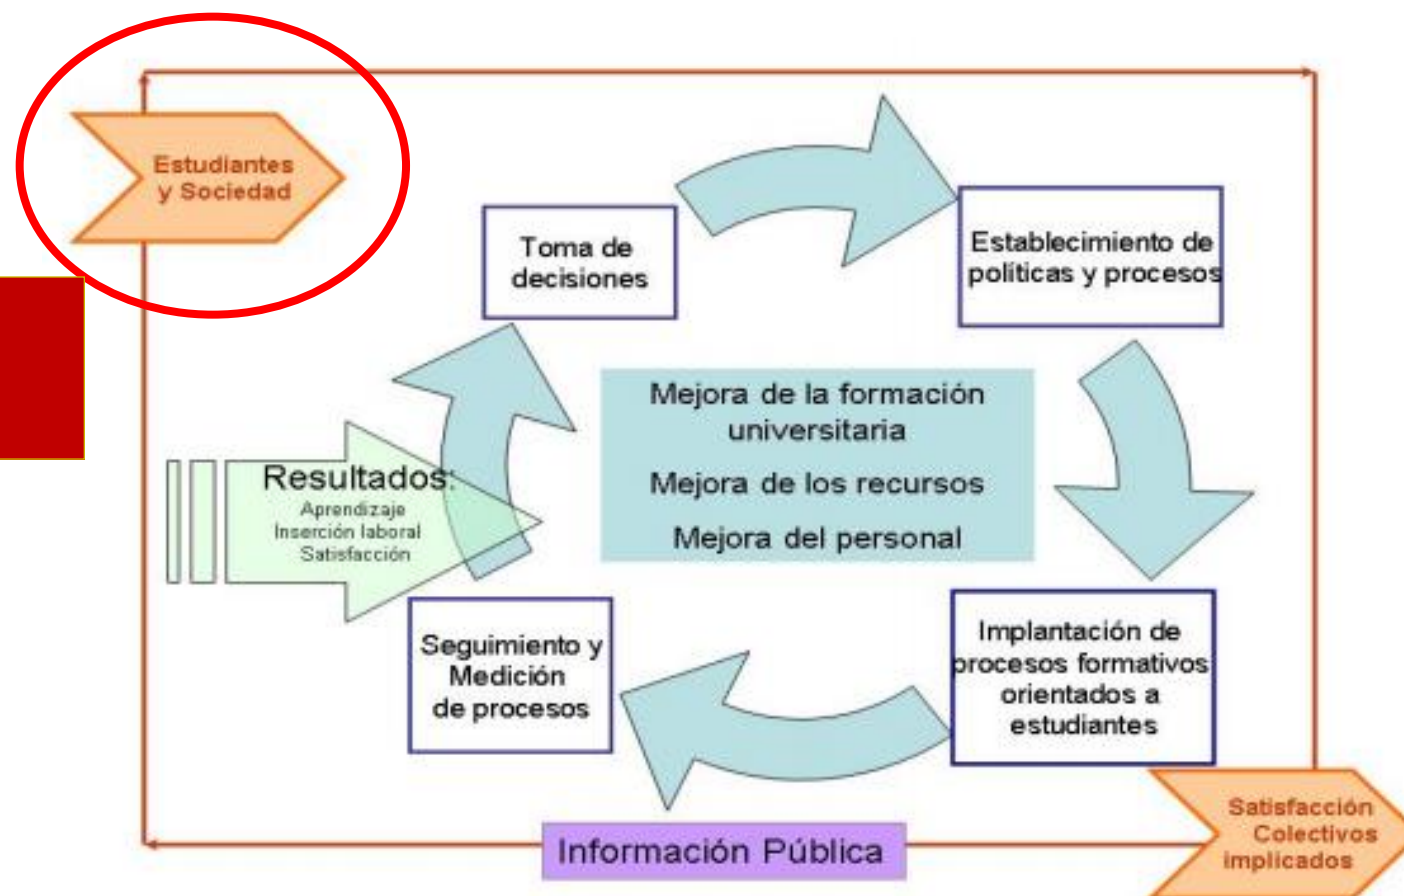 Estudiantes
y Sociedad
Toma de
decisiones
Establecimiento de
políticas y procesos
Mejora de la formación
universitaria
Mejora de los recursos
Mejora del personal
Resultados:
Aprendizaje
Inserción laboral
Satisfacción
Seguimiento y
Medición
de procesos
Implantación de
procesos formativos
orientados a
estudiantes
Satisfacción
Colectivos
implicados
Información Pública